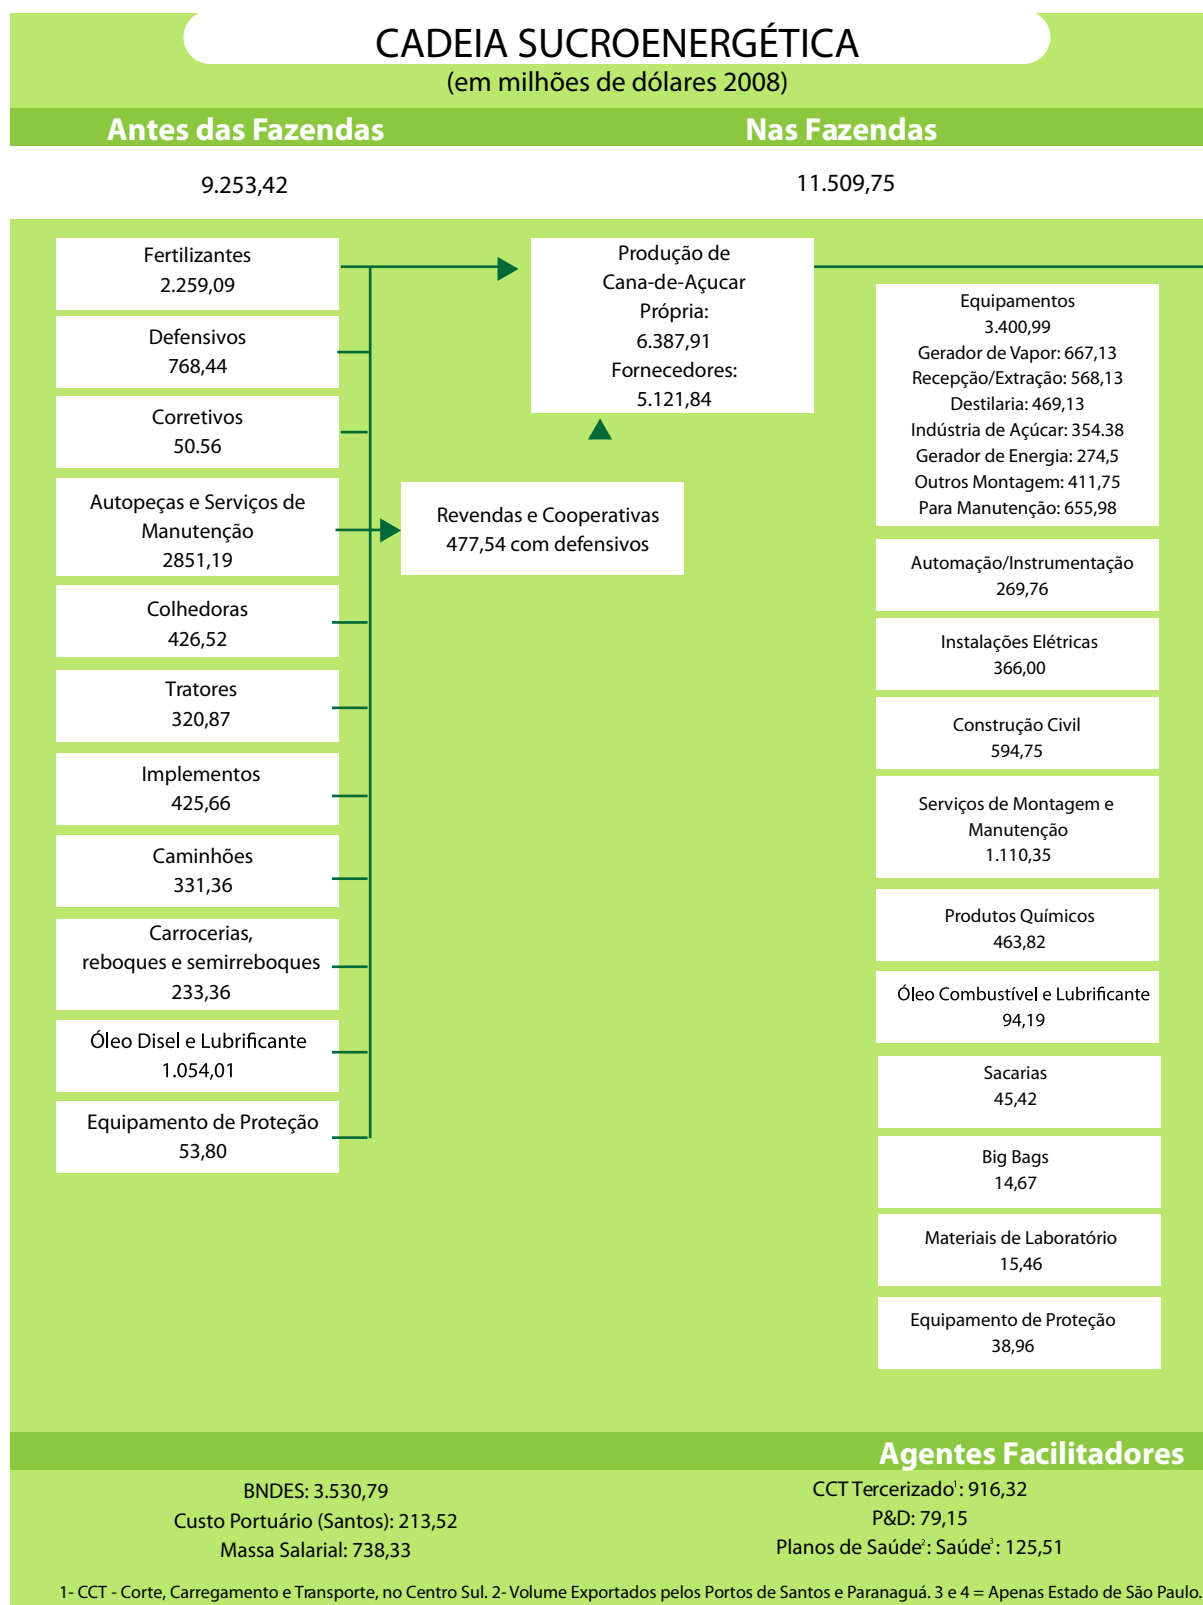 CADEIA SUCROENERGÉTICA
(em milhões de dólares 2008)
Antes das Fazendas
Nas Fazendas
9.253,42
11.509,75
Fertilizantes
2.259,09
Defensivos
768,44
Corretivos
50.56
Autopeças e Serviços de
Manutenção
2851,19
Colhedoras
426,52
Tratores
320,87
Implementos
425,66
Caminhões
331,36
Carrocerias,
reboques e semirreboques
233,36
Óleo Disel e Lubrificante
1.054,01
Equipamento de Proteção
53,80
Revendas e Cooperativas
477,54 com defensivos
Produção de
Cana-de-Açucar
Própria:
6.387,91
Fornecedores:
5.121,84
Equipamentos
3.400,99
Gerador de Vapor: 667,13
Recepção/Extração: 568,13
Destilaria: 469,13
Indústria de Açúcar: 354.38
Gerador de Energia: 274,5
Outros Montagem: 411,75
Para Manutenção: 655,98
Automação/Instrumentação
269,76
Instalações Elétricas
366,00
Construção Civil
594,75
Serviços de Montagem e
Manutenção
1.110,35
Produtos Químicos
463,82
Óleo Combustível e Lubrificante
94,19
Sacarias
45,42
Big Bags
14,67
Materiais de Laboratório
15,46
Equipamento de Proteção
38,96
Agentes Facilitadores
BNDES: 3.530,79
Custo Portuário (Santos): 213,52
Massa Salarial: 738,33
CCT Tercerizado¹: 916,32
P&D: 79,15
Planos de Saúde²: Saúde³: 125,51
1- CCT - Corte, Carregamento e Transporte, no Centro Sul. 2- Volume Exportados pelos Portos de Santos e Paranaguá. 3 e 4 = Apenas Estado de São Paulo.